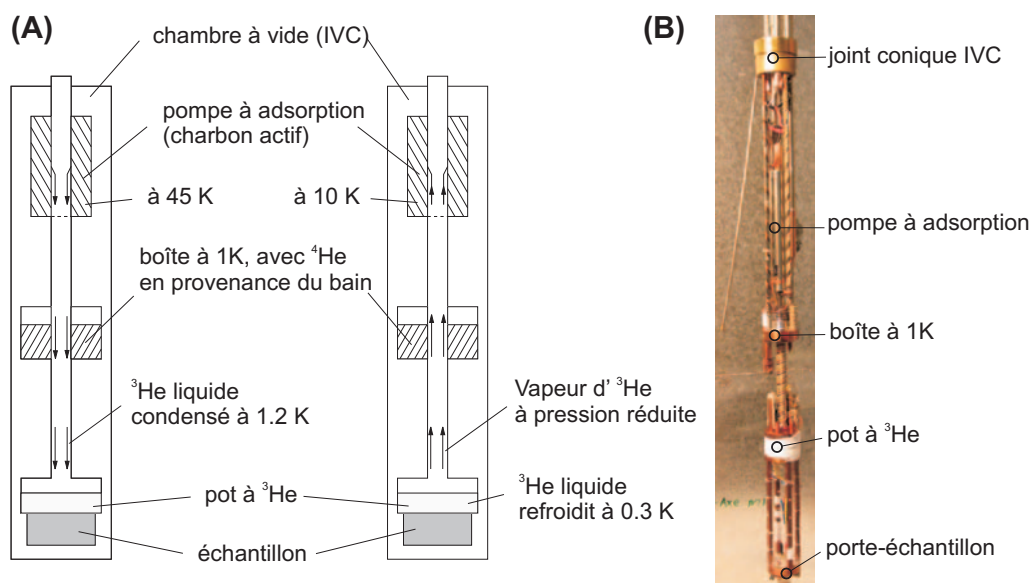 (A)
chambre à vide (IVC)
pompe à adsorption
(charbon actif)
à 45 K
à 10 K
boîte à 1K, avec ⁴He
en provenance du bain
³He liquide
condensé à 1.2 K
Vapeur d' ³He
à pression réduite
pot à ³He
³He liquide
refroidit à 0.3 K
échantillon
(B)
joint conique IVC
pompe à adsorption
boîte à 1K
pot à ³He
Axe
porte-échantillon